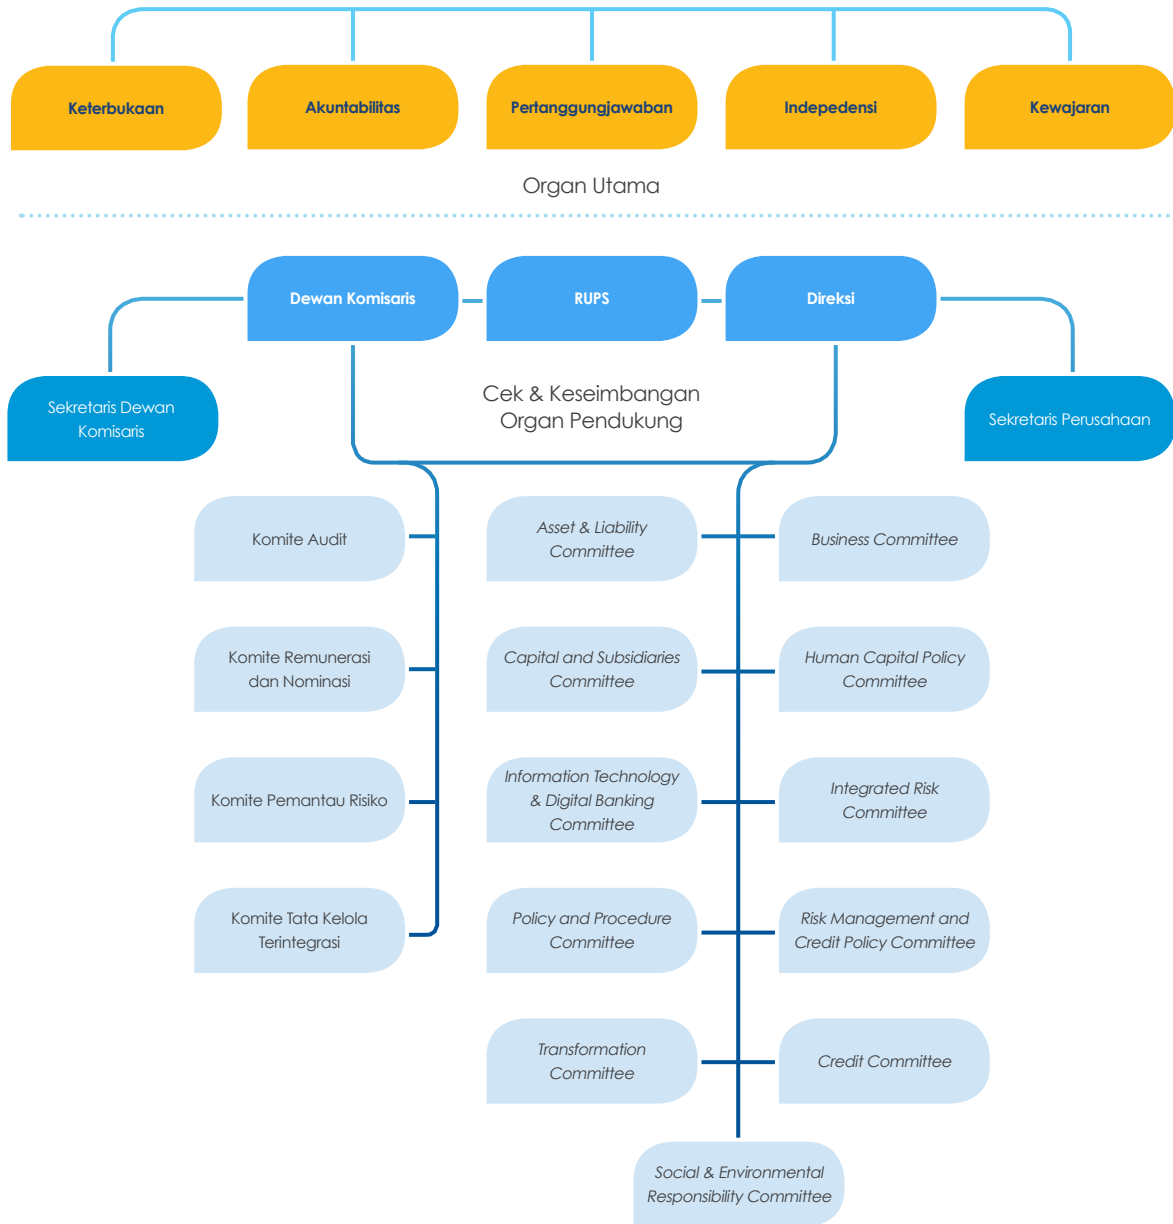 Keterbukaan
Akuntabilitas
Pertanggungjawaban
Indepedensi
Kewajaran
Organ Utama
Dewan Komisaris
RUPS
Direksi
Sekretaris Dewan
Komisaris
Cek & Keseimbangan
Organ Pendukung
Sekretaris Perusahaan
Komite Audit
Asset & Liability
Committee
Business Committee
Komite Remunerasi
dan Nominasi
Capital and Subsidiaries
Committee
Human Capital Policy
Committee
Komite Pemantau Risiko
Information Technology
& Digital Banking
Committee
Integrated Risk
Committee
Komite Tata Kelola
Terintegrasi
Policy and Procedure
Committee
Risk Management and
Credit Policy Committee
Transformation
Committee
Credit Committee
Social & Environmental
Responsibility Committee